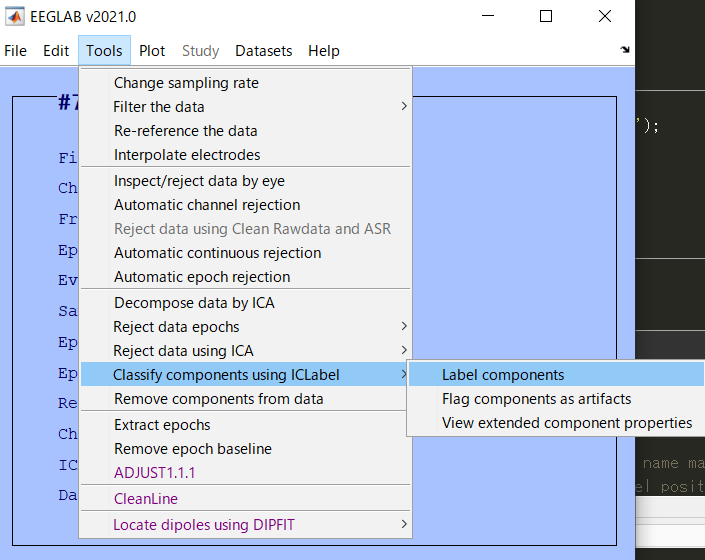 EEGLAB v2021.0
File Edit Tools Plot Study Datasets Help
#7
Change sampling rate
Filter the data
Re-reference the data
Interpolate electrodes
Inspect/reject data by eye
Automatic channel rejection
Reject data using Clean Rawdata and ASR
Automatic continuous rejection
Automatic epoch rejection
Decompose data by ICA
Reject data epochs
Reject data using ICA
Classify components using ICLabel
Remove components from data
Extract epochs
Remove epoch baseline
ADJUST1.1.1
CleanLine
Locate dipoles using DIPFIT
Label components
Flag components as artifacts
View extended component properties
Fi
Ch
Fr
Ep
Ev
Sa
Ep
Ep
Re
Ch
IC
Da
');
name ma
el posit